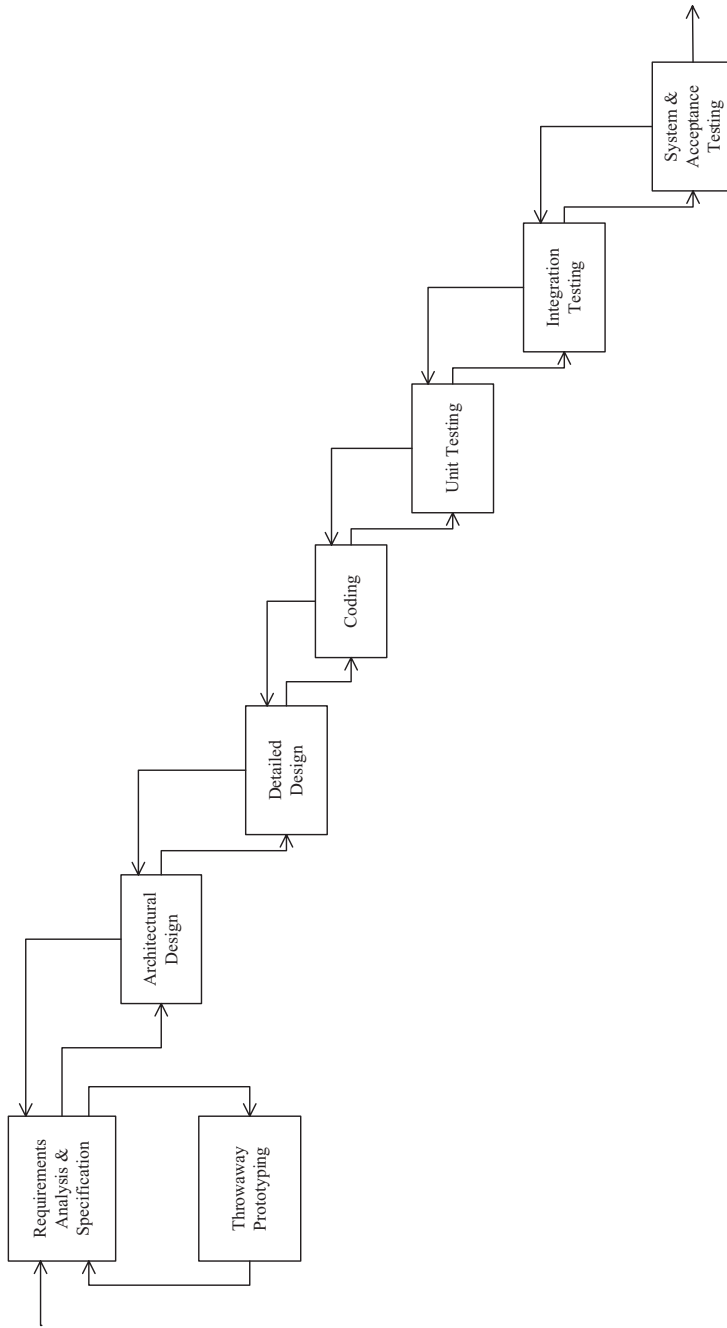 Requirements
Analysis &
Specification
Throwaway
Prototyping
Architectural
Design
Detailed
Design
Coding
Unit Testing
Integration
Testing
System &
Acceptance
Testing